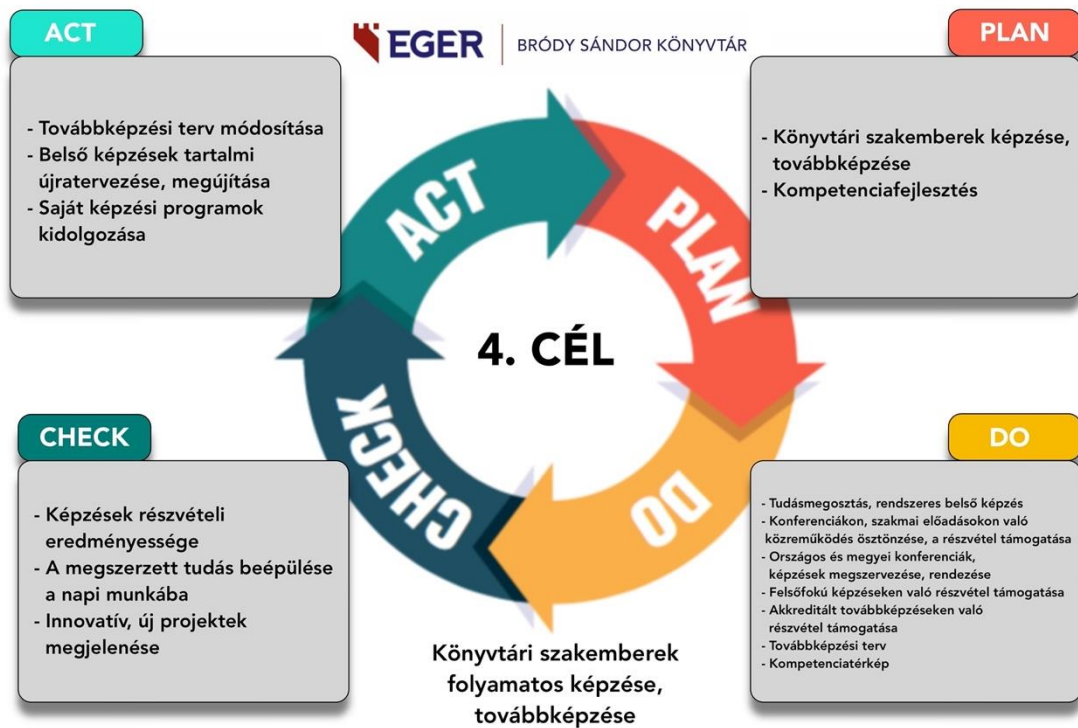 ACT
EGER
BRÓDY SÁNDOR KÖNYVTÁR
PLAN
- Továbbképzési terv módosítása
- Belső képzések tartalmi
újratervezése, megújítása
- Saját képzési programok
kidolgozása
- Könyvtári szakemberek képzése,
továbbképzése
- Kompetenciafejlesztés
ACT
PLAN
DO
CHECK
4. CÉL
CHECK
- Képzések részvételi
eredményessége
- A megszerzett tudás beépülése
a napi munkába
- Innovatív, új projektek
megjelenése
DO
- Tudásmegosztás, rendszeres belső képzés
- Konferenciákon, szakmai előadásokon való
közreműködés ösztönzése, a részvétel támogatása
- Országos és megyei konferenciák,
képzések megszervezése, rendezése
- Felsőfokú képzéseken való részvétel támogatása
- Akkreditált továbbképzéseken való
részvétel támogatása
- Továbbképzési terv
- Kompetenciatérkép
Könyvtári szakemberek
folyamatos képzése,
továbbképzése